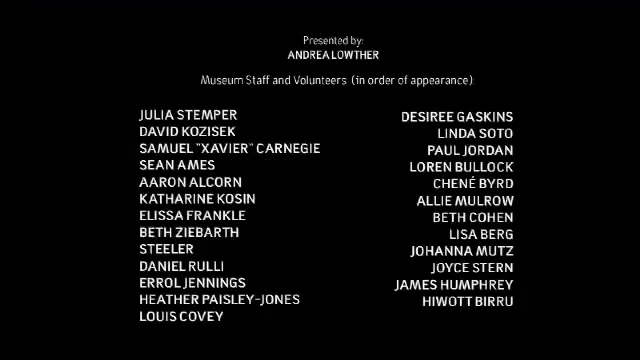 Presented by:
ANDREA LOWTHER
Museum Staff and Volunteers (in order of appearance):
JULIA STEMPER
DAVID KOZISEK
SAMUEL "XAVIER" CARNEGIE
SEAN AMES
AARON ALCORN
KATHARINE KOSIN
ELISSA FRANKLE
BETH ZIEBARTH
STEELER
DANIEL RULLI
ERROL JENNINGS
HEATHER PAISLEY-JONES
LOUIS COVEY
DESIREE GASKINS
LINDA SOTO
PAUL JORDAN
LOREN BULLOCK
CHENÉ BYRD
ALLIE MULROW
BETH COHEN
LISA BERG
JOHANNA MUTZ
JOYCE STERN
JAMES HUMPHREY
HIWOTT BIRRU